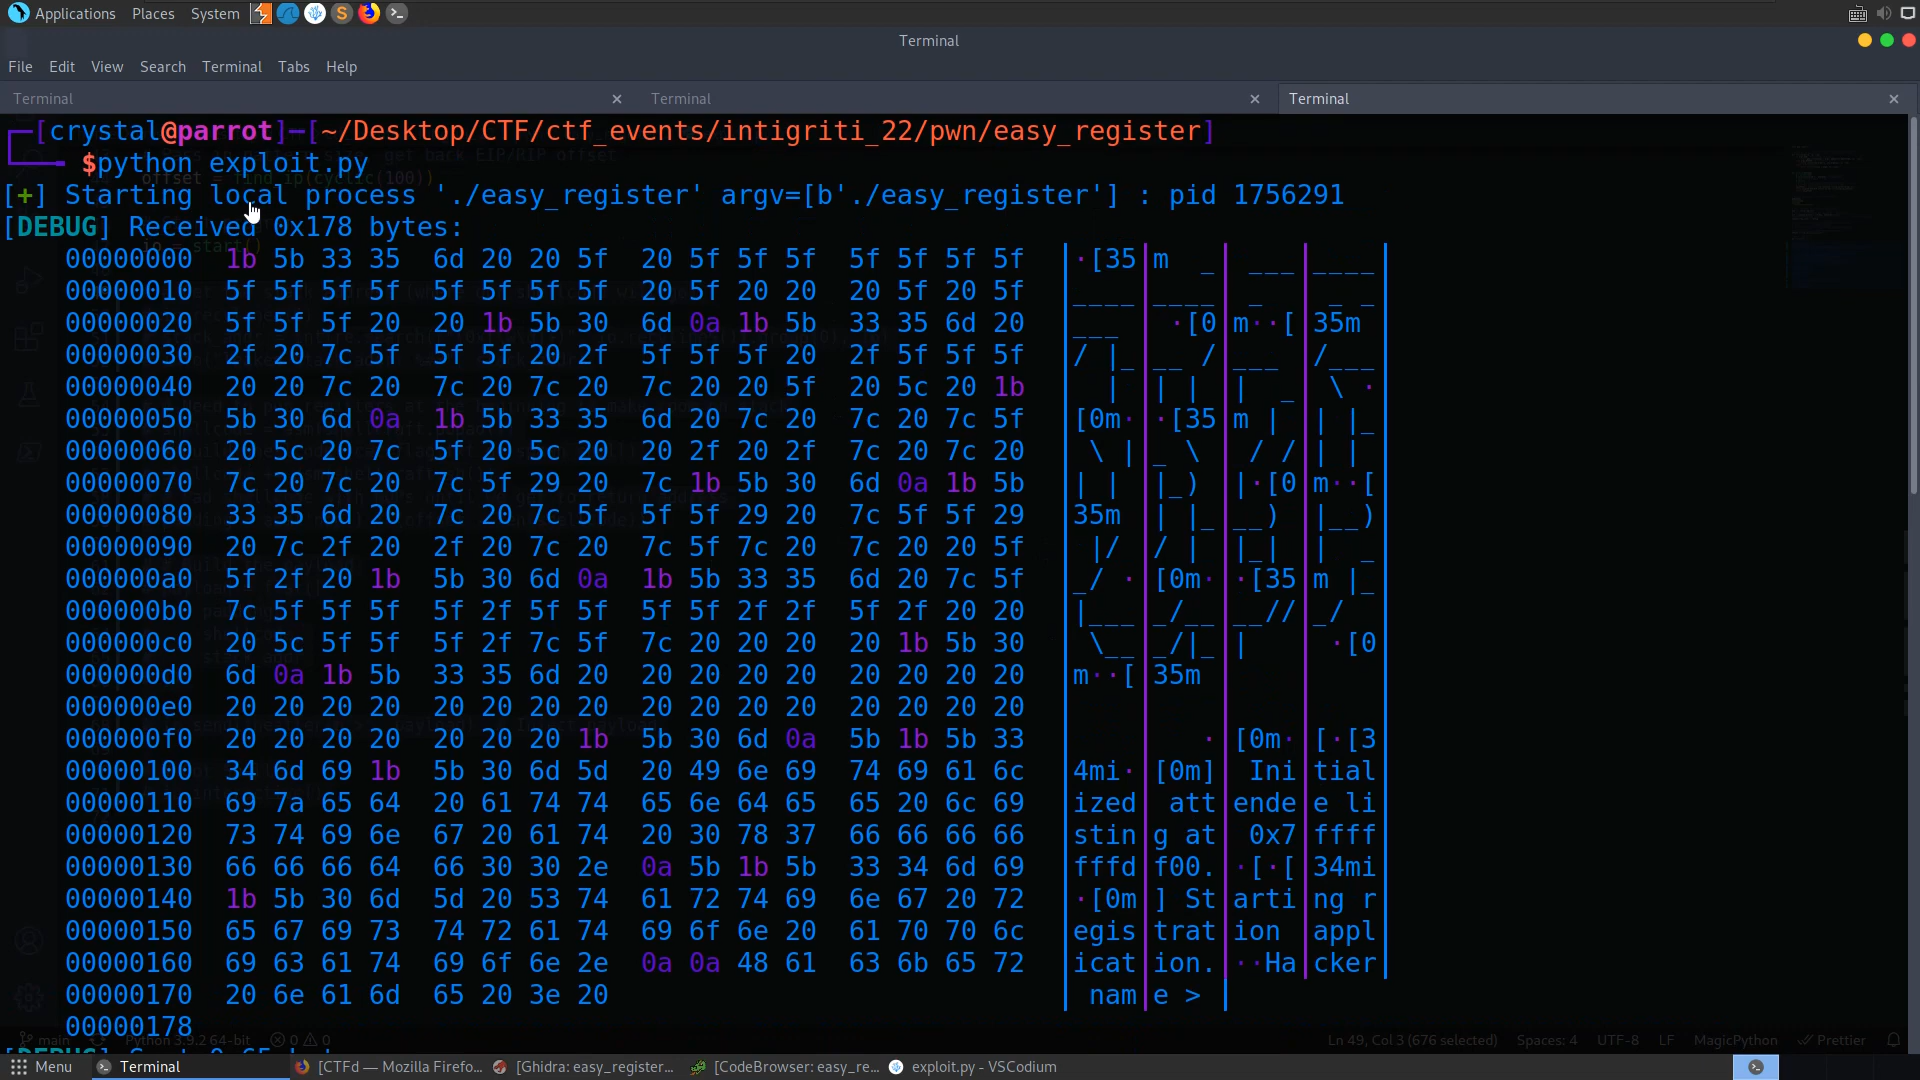 Applications Places System
Terminal
File Edit View Search Terminal Tabs Help
Terminal × Terminal × Terminal ×
┌─[crystal@parrot]─[~/Desktop/CTF/ctf_events/intigriti_22/pwn/easy_register]
└──╼ $python exploit.py
[+] Starting local process './easy_register' argv=[b'./easy_register'] : pid 1756291
[DEBUG] Received 0x178 bytes:
00000000 1b 5b 33 35 6d 20 20 5f 20 5f 5f 5f 5f 5f 5f 5f │·[35│m  _│ ___│____│
00000010 5f 5f 5f 5f 5f 5f 5f 5f 20 5f 20 20 20 5f 20 5f │____│____│ _  │ _ _│
00000020 5f 5f 5f 20 20 1b 5b 30 6d 0a 1b 5b 33 35 6d 20 │___ │ ·[0│m··[│35m │
00000030 2f 20 7c 5f 5f 5f 20 2f 5f 5f 5f 20 2f 5f 5f 5f │/ |_│__ /│___ │/___│
00000040 20 20 7c 20 7c 20 7c 20 7c 20 20 5f 20 5c 20 1b │  | │| | │|  _│ \ ·│
00000050 5b 30 6d 0a 1b 5b 33 35 6d 20 7c 20 7c 20 7c 5f │[0m·│·[35│m | │| |_│
00000060 20 5c 20 7c 5f 20 5c 20 20 2f 20 2f 7c 20 7c 20 │ \ |│_ \ │ / /│| | │
00000070 7c 20 7c 20 7c 5f 29 20 7c 1b 5b 30 6d 0a 1b 5b │| | │|_) │|·[0│m··[│
00000080 33 35 6d 20 7c 20 7c 5f 5f 5f 29 20 7c 5f 5f 29 │35m │| |_│__) │|__)│
00000090 20 7c 2f 20 2f 20 7c 20 7c 5f 7c 20 7c 20 20 5f │ |/ │/ | │|_| │|  _│
000000a0 5f 2f 20 1b 5b 30 6d 0a 1b 5b 33 35 6d 20 7c 5f │_/ ·│[0m·│·[35│m |_│
000000b0 7c 5f 5f 5f 5f 2f 5f 5f 5f 5f 2f 2f 5f 2f 20 20 │|___│_/__│__//│_/  │
000000c0 20 5c 5f 5f 5f 2f 7c 5f 7c 20 20 20 20 1b 5b 30 │ \__│_/|_│|   │ ·[0│
000000d0 6d 0a 1b 5b 33 35 6d 20 20 20 20 20 20 20 20 20 │m··[│35m │    │    │
000000e0 20 20 20 20 20 20 20 20 20 20 20 20 20 20 20 20 │    │    │    │    │
000000f0 20 20 20 20 20 20 20 1b 5b 30 6d 0a 5b 1b 5b 33 │    │   ·│[0m·│[·[3│
00000100 34 6d 69 1b 5b 30 6d 5d 20 49 6e 69 74 69 61 6c │4mi·│[0m]│ Ini│tial│
00000110 69 7a 65 64 20 61 74 74 65 6e 64 65 65 20 6c 69 │ized│ att│ende│e li│
00000120 73 74 69 6e 67 20 61 74 20 30 78 37 66 66 66 66 │stin│g at│ 0x7│ffff│
00000130 66 66 66 64 66 30 30 2e 0a 5b 1b 5b 33 34 6d 69 │fffd│f00.│·[·[│34mi│
00000140 1b 5b 30 6d 5d 20 53 74 61 72 74 69 6e 67 20 72 │·[0m│] St│arti│ng r│
00000150 65 67 69 73 74 72 61 74 69 6f 6e 20 61 70 70 6c │egis│trat│ion │appl│
00000160 69 63 61 74 69 6f 6e 2e 0a 0a 48 61 63 6b 65 72 │icat│ion.│··Ha│cker│
00000170 20 6e 61 6d 65 20 3e 20 │ nam│e > │
00000178
main Python 3.9.2 64-bit 0 0 Ln 49, Col 3 (676 selected) Spaces: 4 UTF-8 LF MagicPython Prettier
Menu Terminal [CTFd — Mozilla Firefo... [Ghidra: easy_register... [CodeBrowser: easy_re... exploit.py - VSCodium